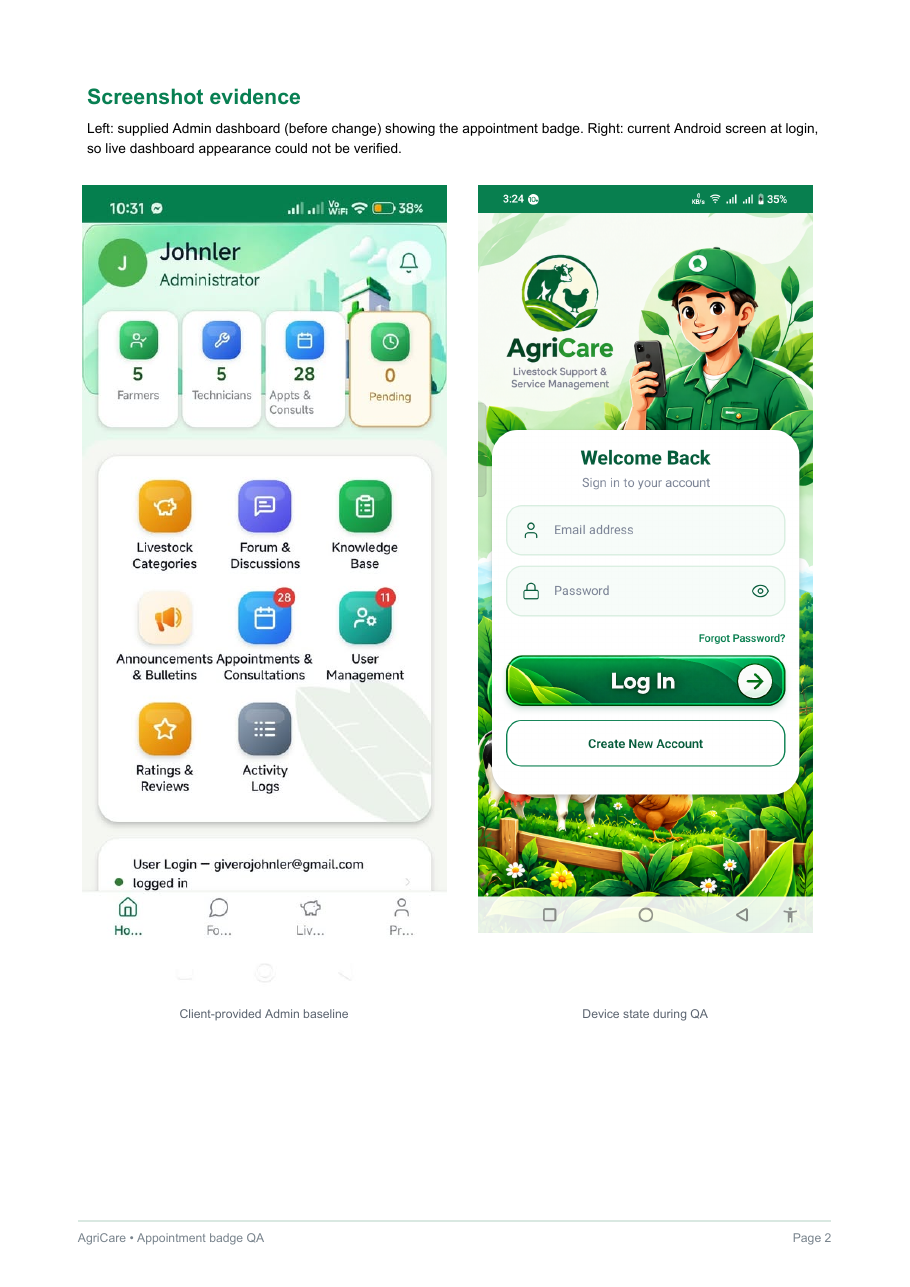 Screenshot evidence
Left: supplied Admin dashboard (before change) showing the appointment badge. Right: current Android screen at login,
so live dashboard appearance could not be verified.
10:31
Vo
WiFi
38%
J
Johnler
Administrator
5
Farmers
5
Technicians
28
Appts &
Consults
0
Pending
Livestock
Categories
Forum &
Discussions
Knowledge
Base
Announcements
& Bulletins
28
Appointments &
Consultations
11
User
Management
Ratings &
Reviews
Activity
Logs
User Login – giverojohnler@gmail.com
logged in
Ho...
Fo...
Liv...
Pr...
Client-provided Admin baseline
3:24
KB/s
35%
AgriCare
Livestock Support &
Service Management
Welcome Back
Sign in to your account
Email address
Password
Forgot Password?
Log In
Create New Account
Device state during QA
AgriCare • Appointment badge QA
Page 2